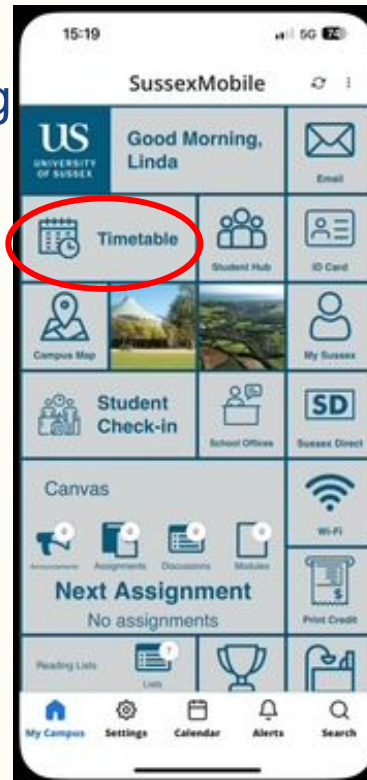 15:19 5G 74
g
SussexMobile
US
UNIVERSITY
OF SUSSEX
Good Morning,
Linda
Email
Timetable
Student Hub
ID Card
Campus Map
My Sussex
Student
Check-in
School Offices
SD
Sussex Direct
Canvas
0 0 0 0
Announcements Assignments Discussions Modules
Wi-Fi
Next Assignment
No assignments
Print Credit
Reading Lists
Lists
My Campus Settings Calendar Alerts Search